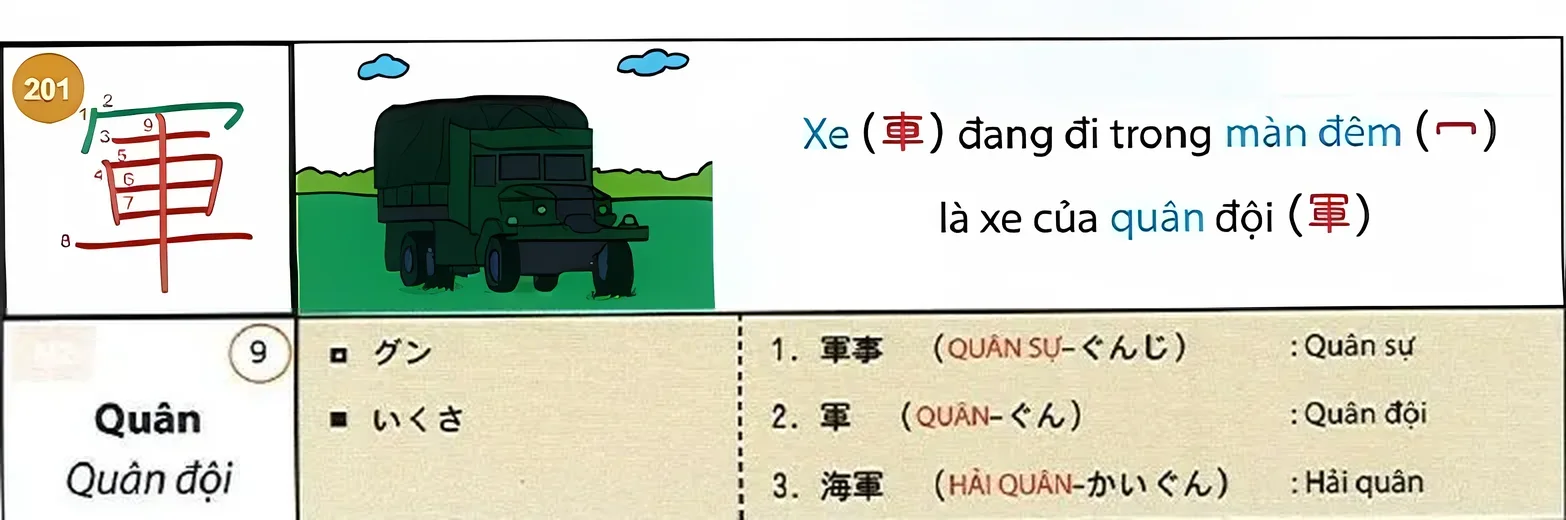 201
軍
1 2 3 4 5 6 7 8 9
Xe (車) đang đi trong màn đêm (冖)
là xe của quân đội (軍)
9
Quân
Quân đội
グン
いくさ
1. 軍事 (QUÂN SỰ-ぐんじ) : Quân sự
2. 軍 (QUÂN-ぐん) : Quân đội
3. 海軍 (HẢI QUÂN-かいぐん) : Hải quân